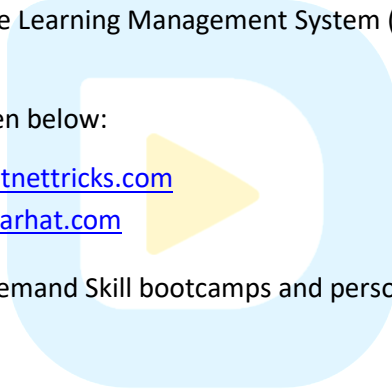 e Learning Management System (
en below:
tnettricks.com
arhat.com
emand Skill bootcamps and perso